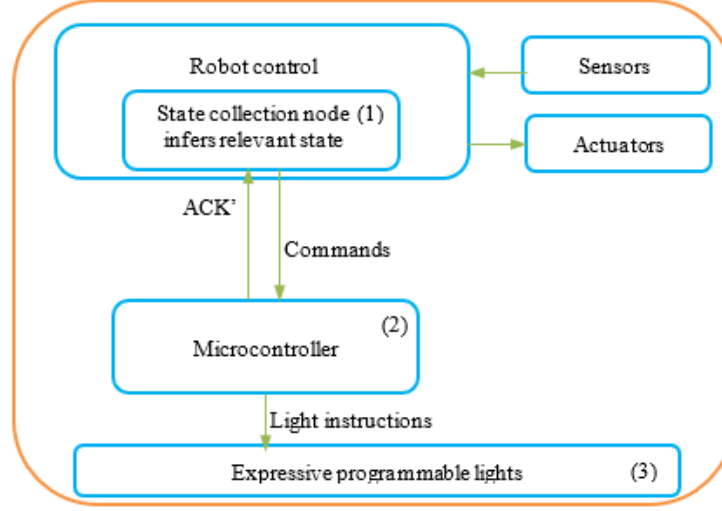 Robot control
Sensors
State collection node (1)
infers relevant state
Actuators
ACK’
Commands
(2)
Microcontroller
Light instructions
Expressive programmable lights (3)